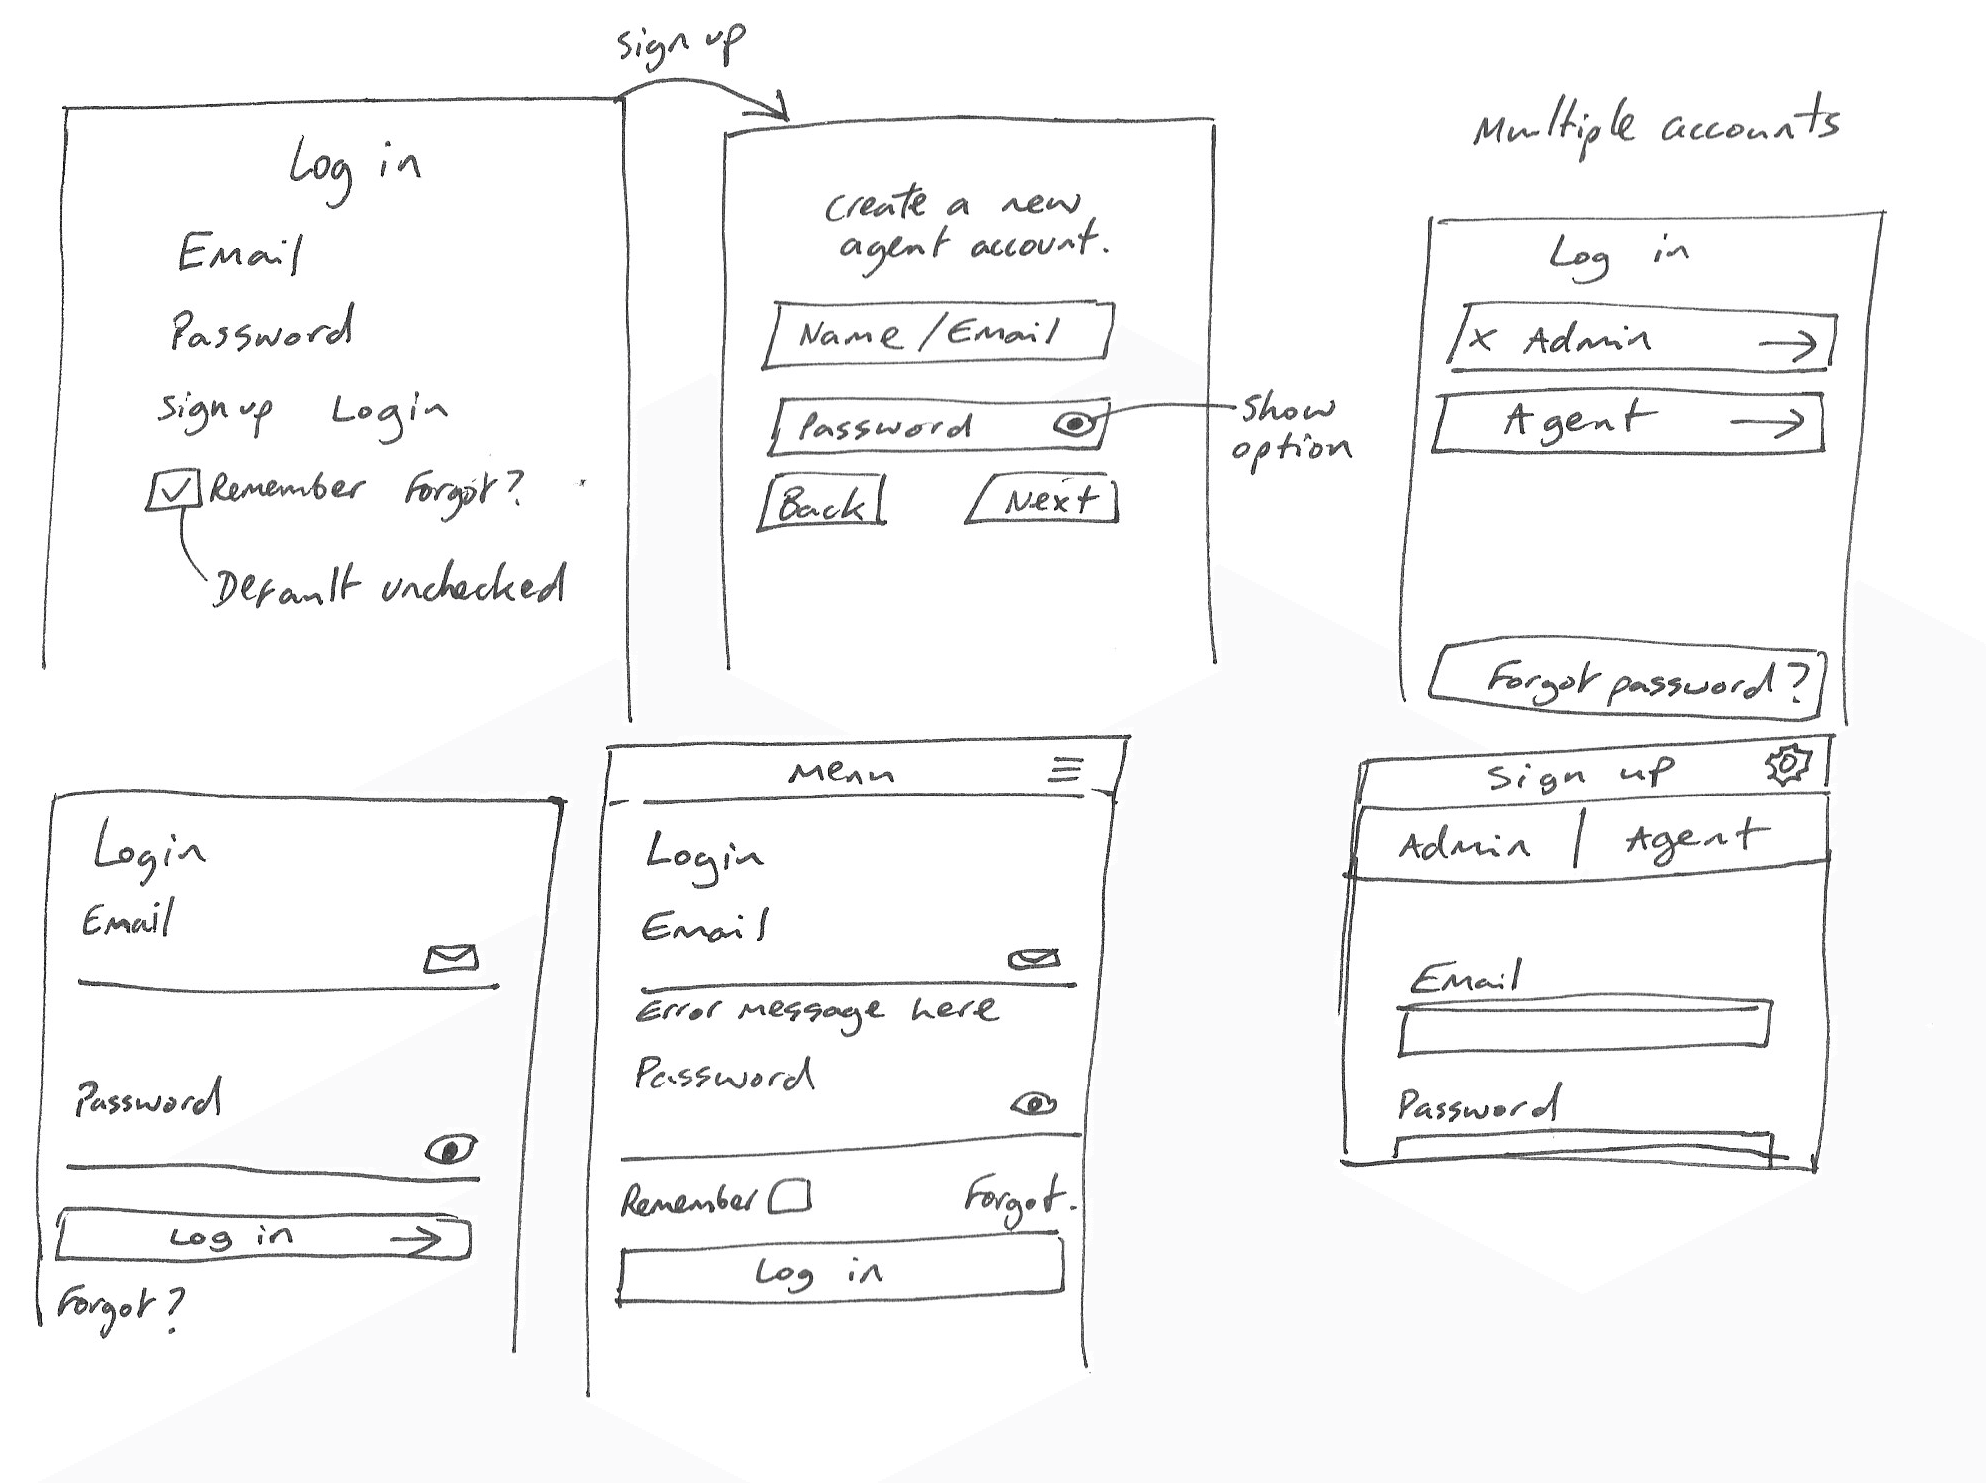 sign up
Log in
Email
Password
Sign up Login
Remember Forgot?
Default unchecked
create a new
agent account.
Name / Email
Password
Show
option
Back Next
Multiple accounts
Log in
x Admin
Agent
Forgot password?
Login
Email
Password
Log in
Forgot?
Menu
Login
Email
Error message here
Password
Remember Forgot.
Log in
Sign up
Admin | Agent
Email
Password